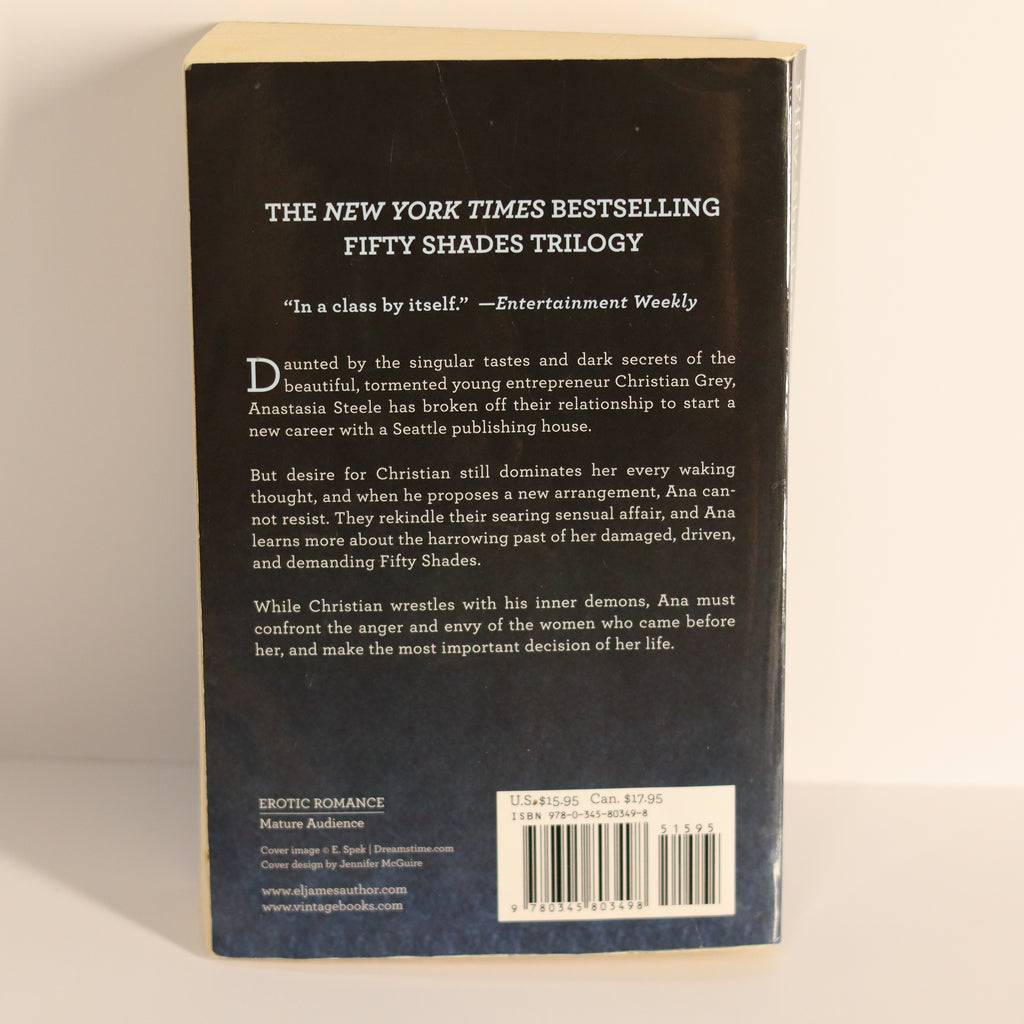 THE NEW YORK TIMES BESTSELLING
FIFTY SHADES TRILOGY
“In a class by itself.” —Entertainment Weekly
Daunted by the singular tastes and dark secrets of the
beautiful, tormented young entrepreneur Christian Grey,
Anastasia Steele has broken off their relationship to start a
new career with a Seattle publishing house.
But desire for Christian still dominates her every waking
thought, and when he proposes a new arrangement, Ana can-
not resist. They rekindle their searing sensual affair, and Ana
learns more about the harrowing past of her damaged, driven,
and demanding Fifty Shades.
While Christian wrestles with his inner demons, Ana must
confront the anger and envy of the women who came before
her, and make the most important decision of her life.
EROTIC ROMANCE
Mature Audience
Cover image © E. Spek | Dreamstime.com
Cover design by Jennifer McGuire
www.eljamesauthor.com
www.vintagebooks.com
U.S. $15.95 Can. $17.95
ISBN 978-0-345-80349-8
51595
9 780345 803498